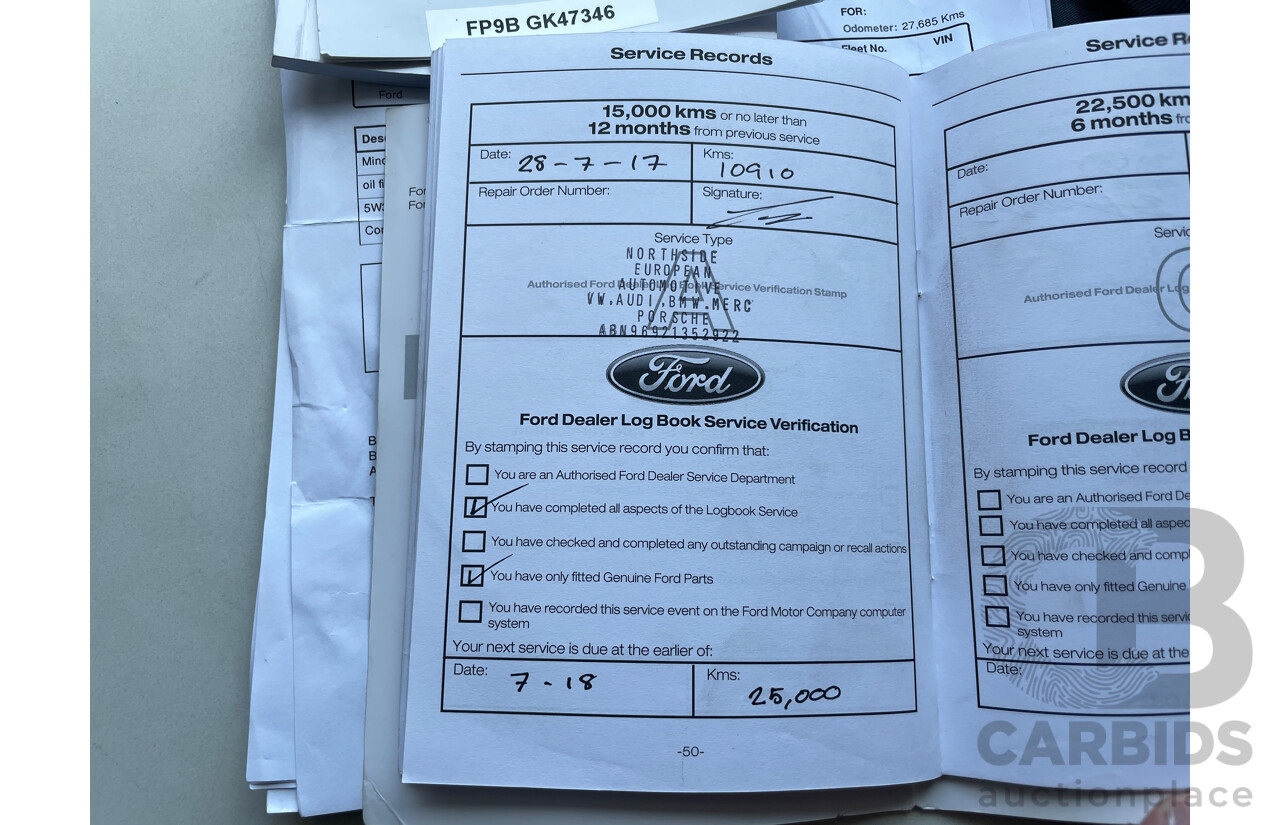 FP9B GK47346
FOR:
Odometer: 27,685 Kms
Fleet No.
VIN
Ford
Service Records
15,000 kms or no later than
12 months from previous service
Date: 28-7-17
Kms: 10910
Repair Order Number:
Signature:
Service Type
NORTHSIDE
EUROPEAN
AUTOMOTIVE
Authorised Ford Dealer Log Book Service Verification Stamp
A
VW.AUDI.BMW.MERC
PORSCHE
ABN96921352922
Ford
Ford Dealer Log Book Service Verification
By stamping this service record you confirm that:
You are an Authorised Ford Dealer Service Department
You have completed all aspects of the Logbook Service
You have checked and completed any outstanding campaign or recall actions
You have only fitted Genuine Ford Parts
You have recorded this service event on the Ford Motor Company computer
system
Your next service is due at the earlier of:
Date: 7-18
Kms: 25,000
-50-
22,500 km
6 months
Date:
Repair Order Number:
Authorised Ford Dealer Log
Ford Dealer Log B
By stamping this service record
You are an Authorised Ford De
You have completed all aspec
You have checked and comp
You have only fitted Genuine
You have recorded this servi
system
Your next service is due at the
Date:
oil fi
CARBIDS
auctionplace